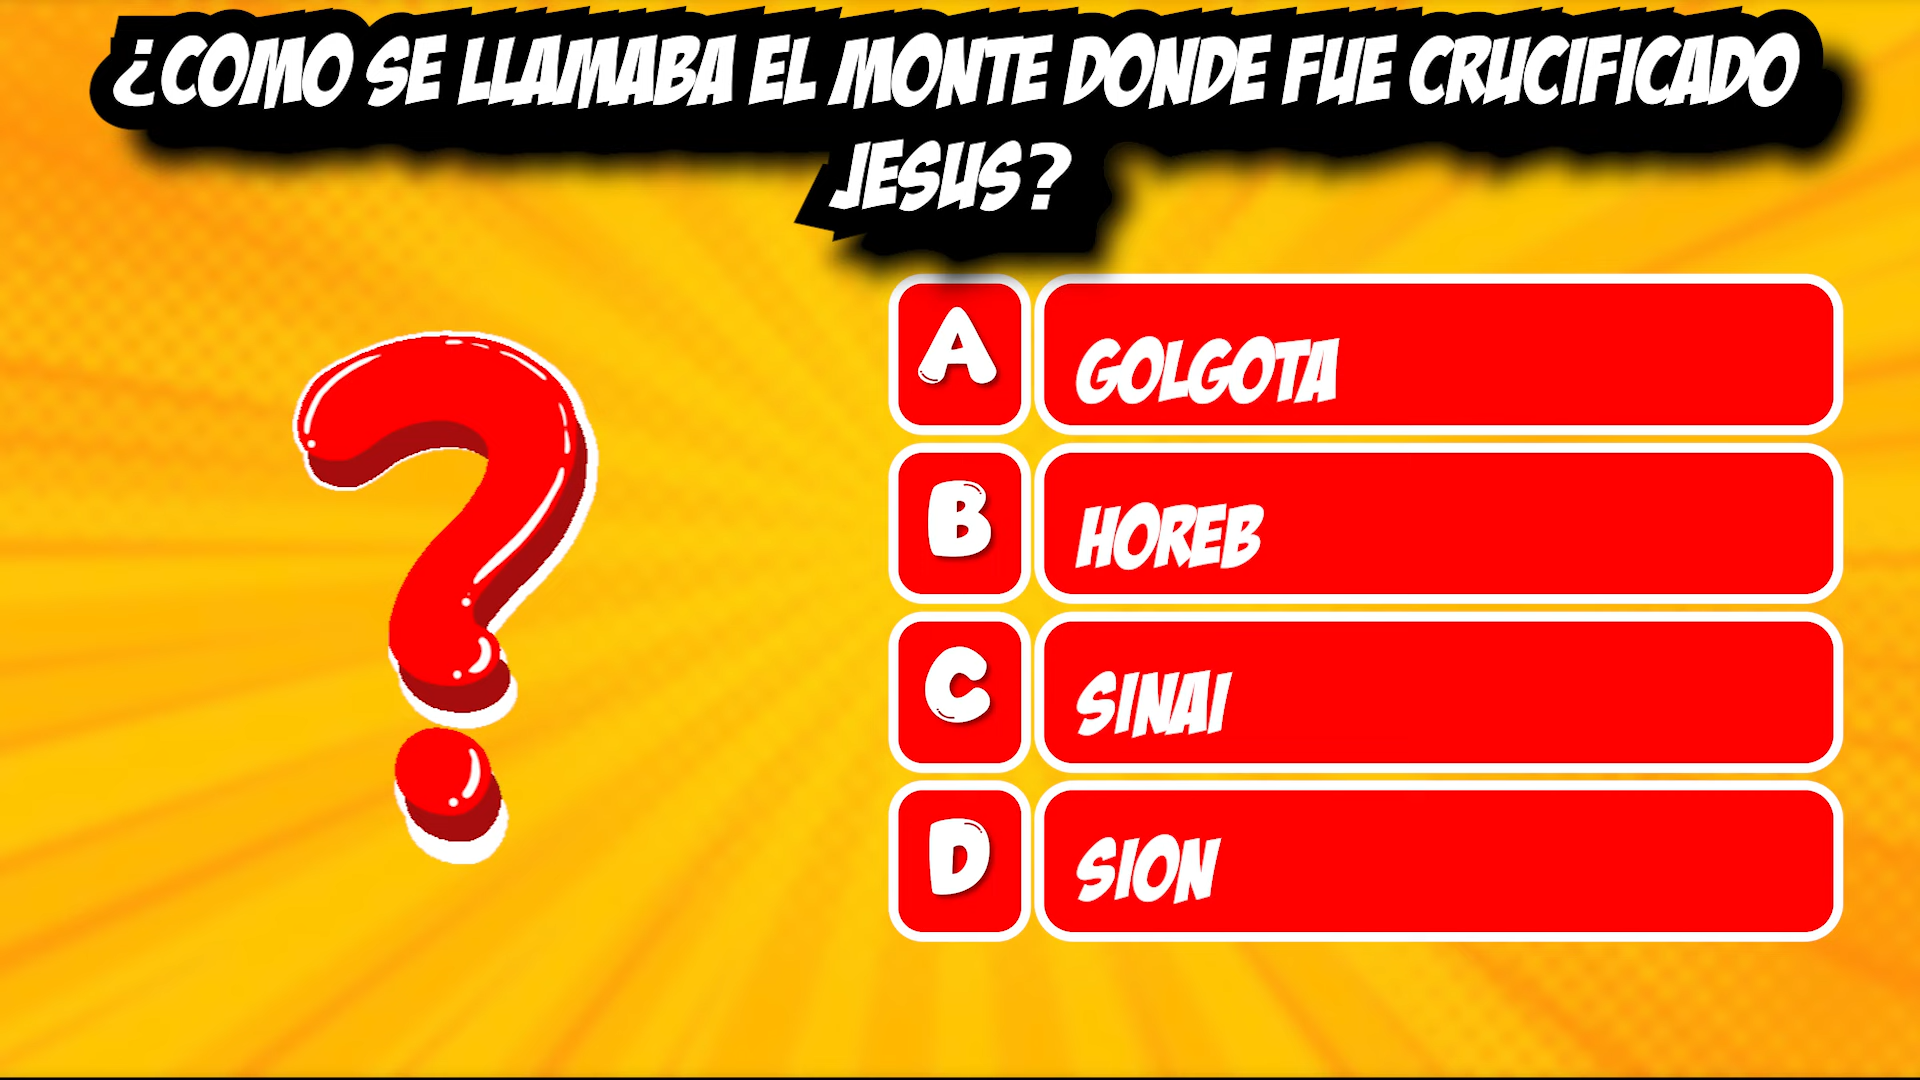 ¿COMO SE LLAMABA EL MONTE DONDE FUE CRUCIFICADO
JESUS?
A GOLGOTA
B HOREB
C SINAI
D SION